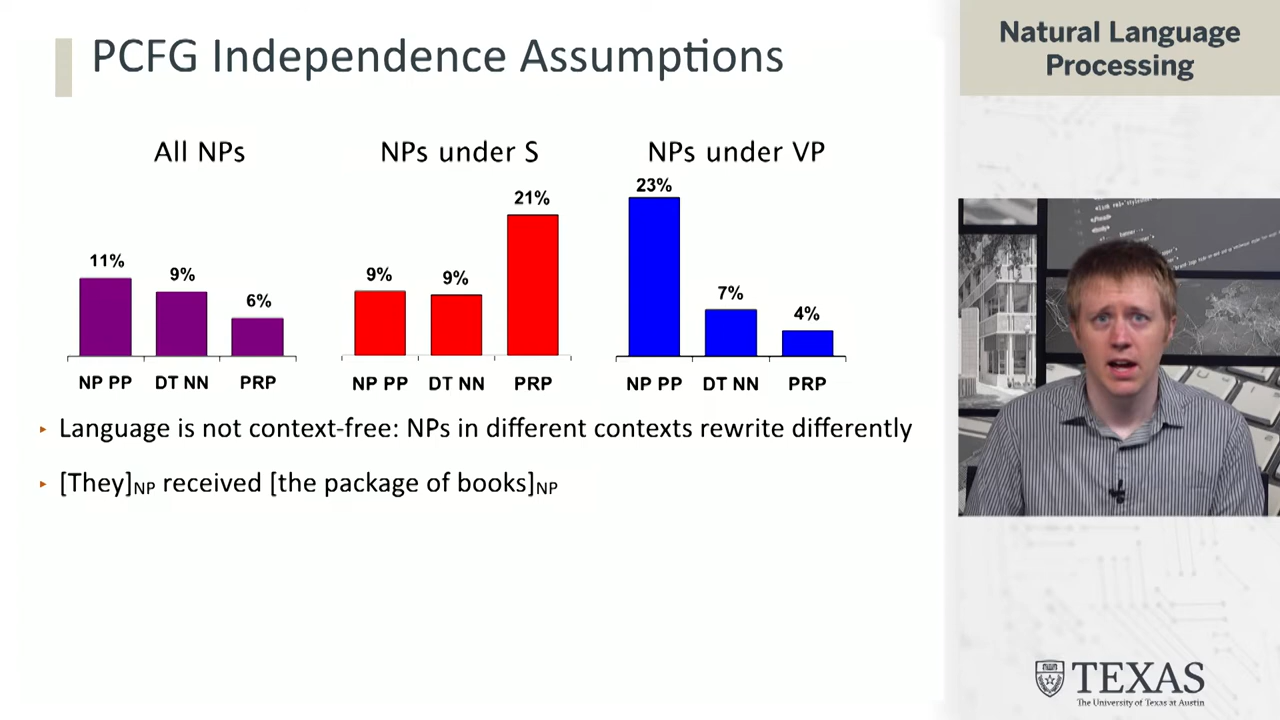 PCFG Independence Assumptions
All NPs
11%
9%
6%
NP PP
DT NN
PRP
NPs under S
9%
9%
21%
NP PP
DT NN
PRP
NPs under VP
23%
7%
4%
NP PP
DT NN
PRP
‣ Language is not context-free: NPs in different contexts rewrite differently
‣ [They]NP received [the package of books]NP
Natural Language
Processing
TEXAS
The University of Texas at Austin